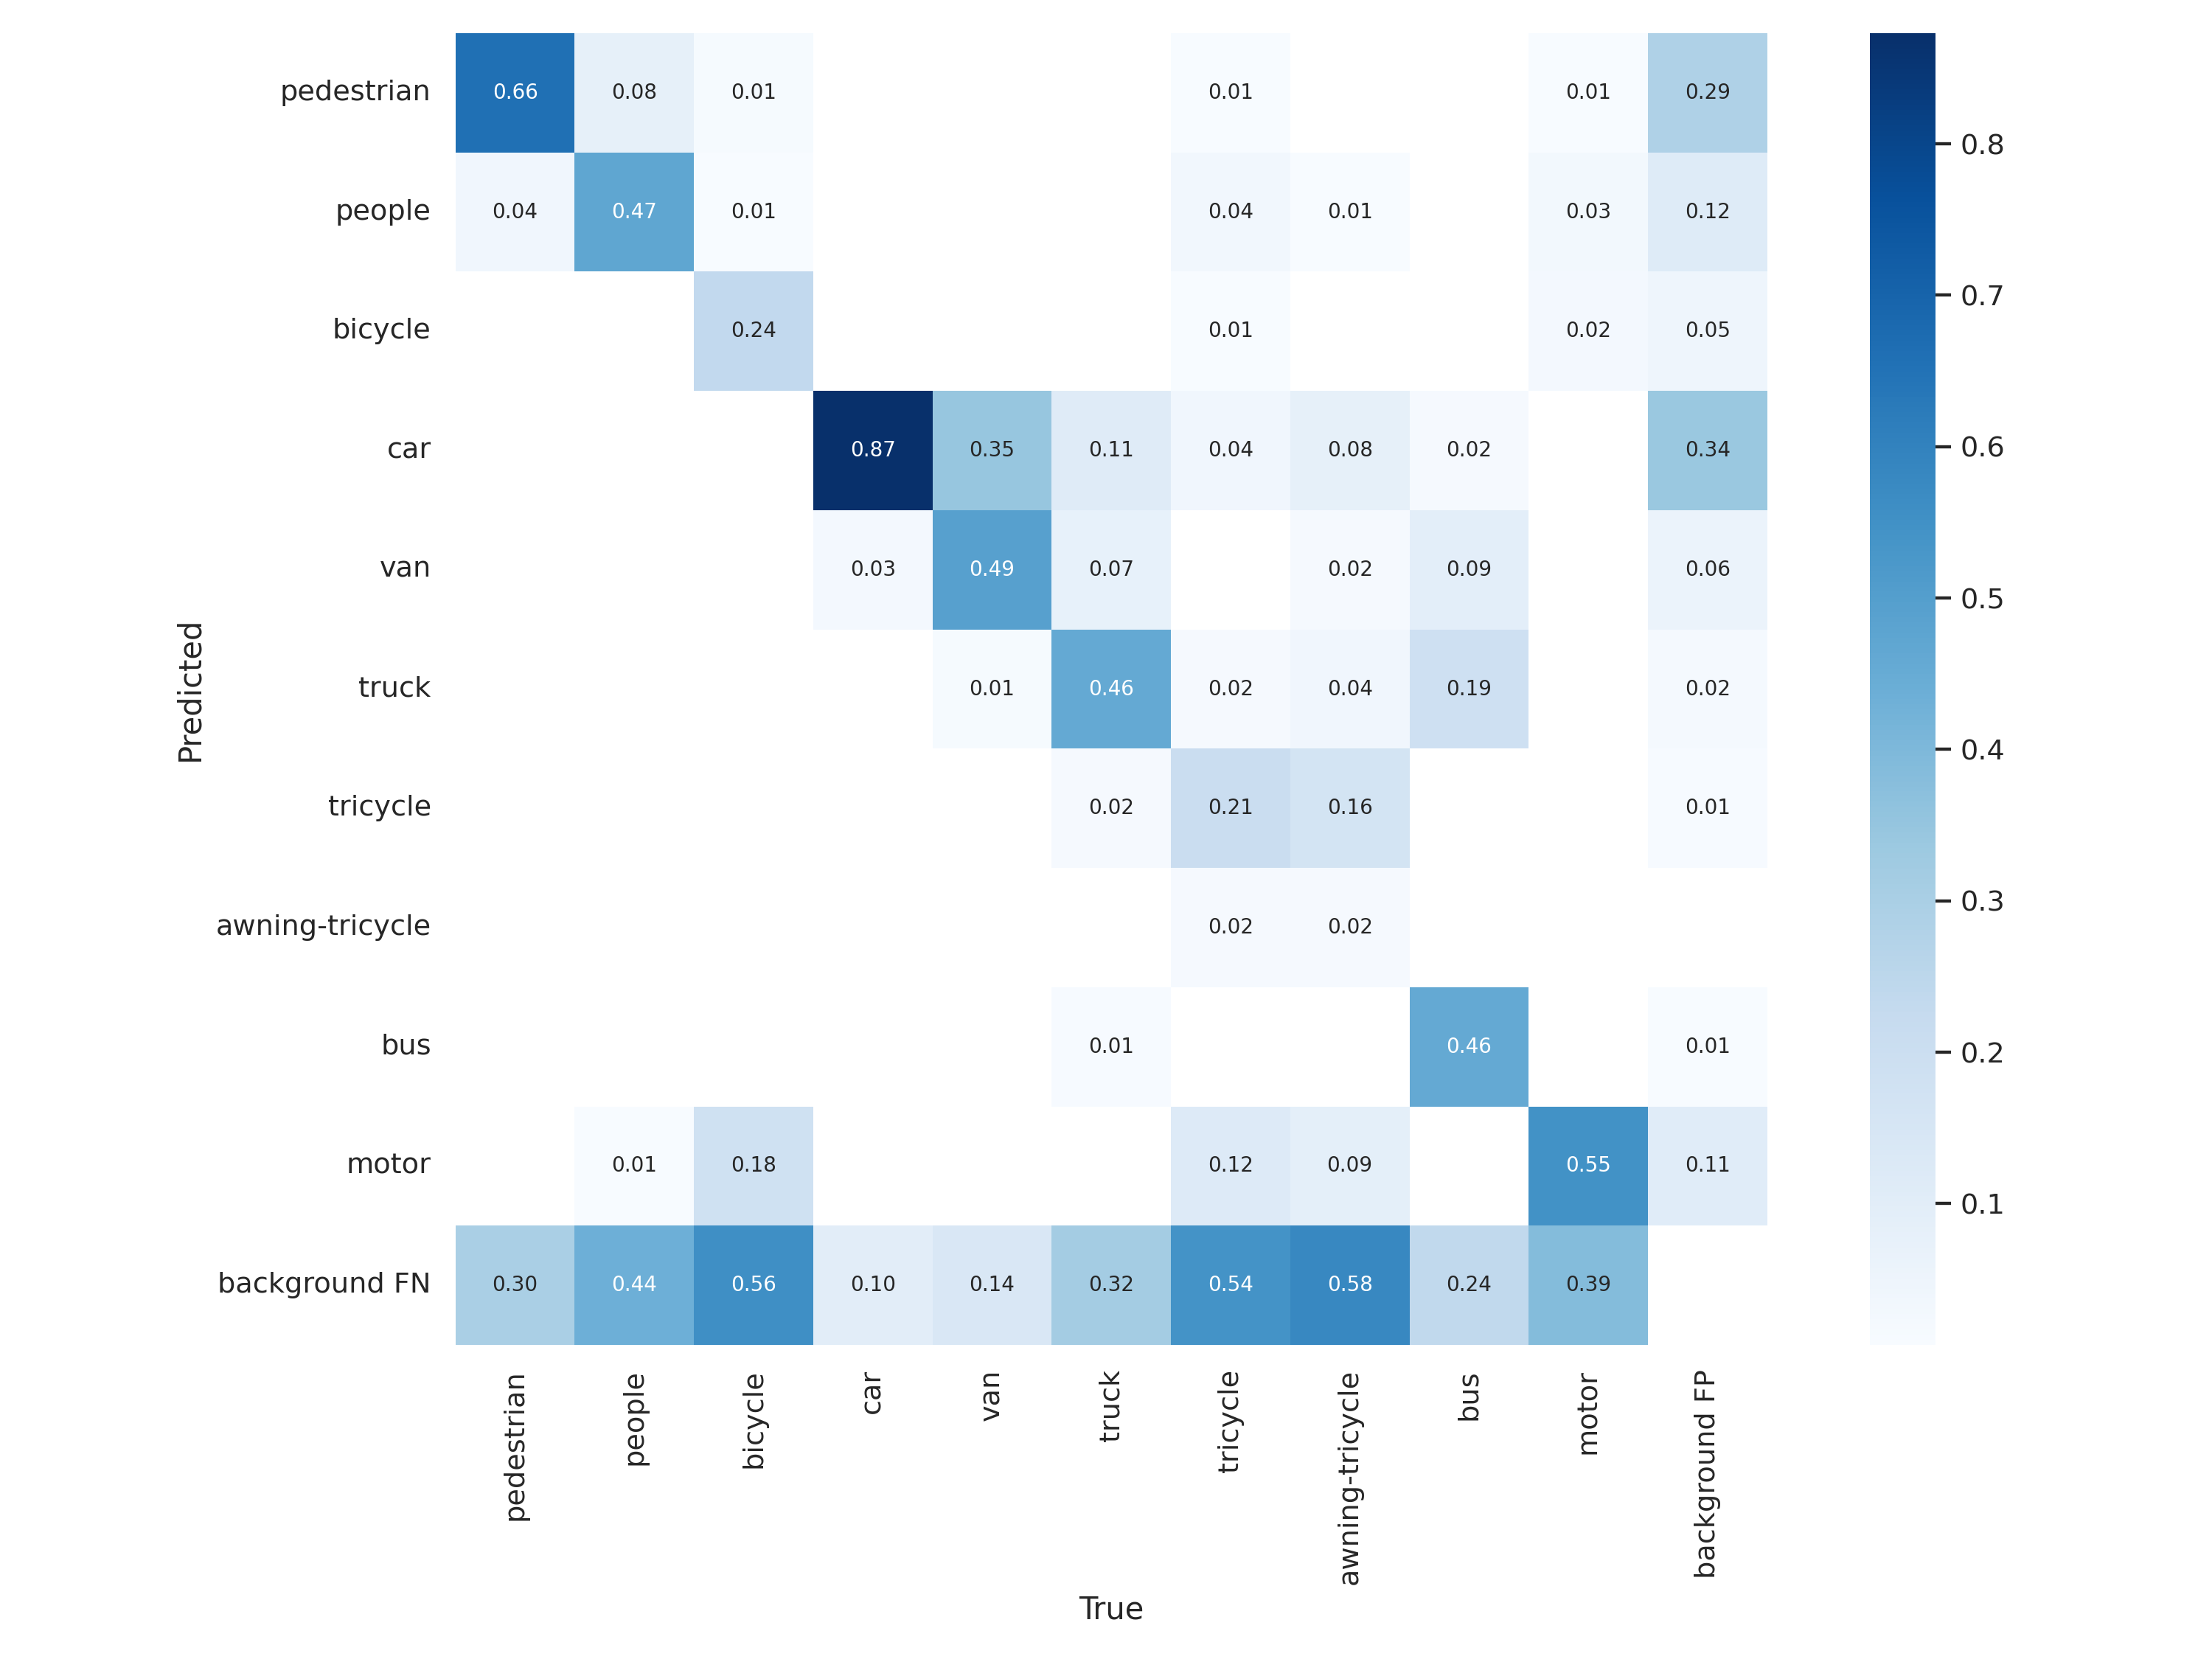 pedestrian 0.66 0.08 0.01 0.01 0.01 0.29
0.8
people 0.04 0.47 0.01 0.04 0.01 0.03 0.12
0.7
bicycle 0.24 0.01 0.02 0.05
car 0.87 0.35 0.11 0.04 0.08 0.02 0.34
0.6
van 0.03 0.49 0.07 0.02 0.09 0.06
0.5
Predicted
truck 0.01 0.46 0.02 0.04 0.19 0.02
0.4
tricycle 0.02 0.21 0.16 0.01
0.3
awning-tricycle 0.02 0.02
bus 0.01 0.46 0.01
0.2
motor 0.01 0.18 0.12 0.09 0.55 0.11
0.1
background FN 0.30 0.44 0.56 0.10 0.14 0.32 0.54 0.58 0.24 0.39
pedestrian
people
bicycle
car
van
truck
tricycle
awning-tricycle
bus
motor
background FP
True